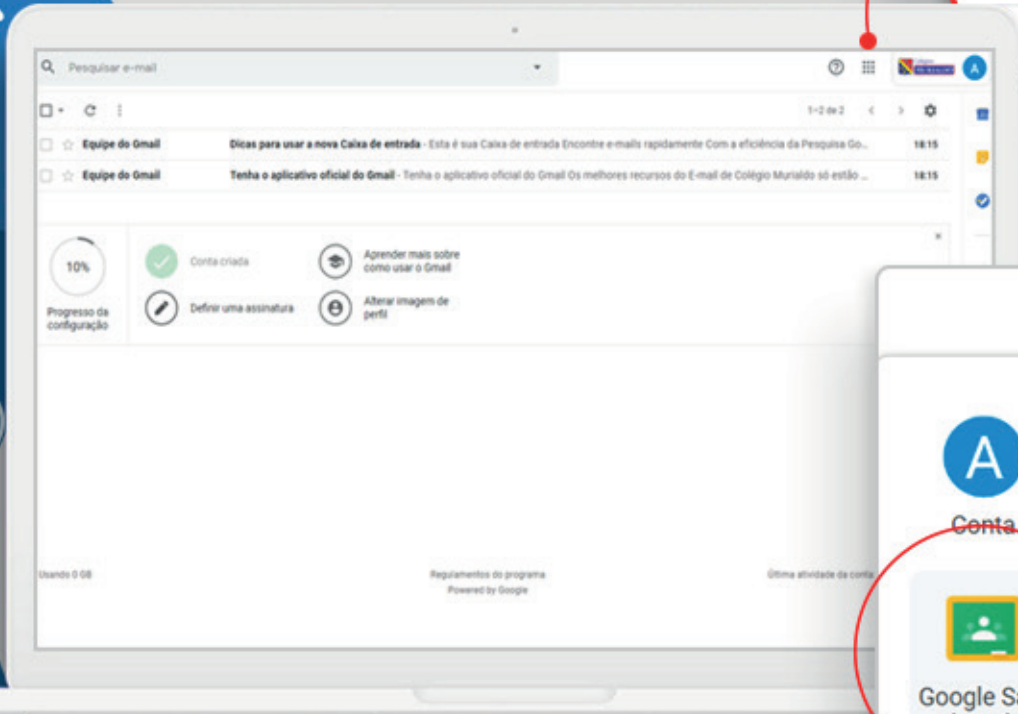 Pesquisar e-mail
A
1–2 de 2
Equipe do Gmail Dicas para usar a nova Caixa de entrada - Esta é sua Caixa de entrada Encontre e-mails rapidamente Com a eficiência da Pesquisa Go... 18:15
Equipe do Gmail Tenha o aplicativo oficial do Gmail - Tenha o aplicativo oficial do Gmail Os melhores recursos do E-mail de Colégio Murialdo só estão ... 18:15
10%
Progresso da
configuração
Conta criada
Aprender mais sobre
como usar o Gmail
Definir uma assinatura
Alterar imagem de
perfil
Usando 0 GB
Regulamentos do programa
Powered by Google
Última atividade da conta
A
Conta
Google Sa